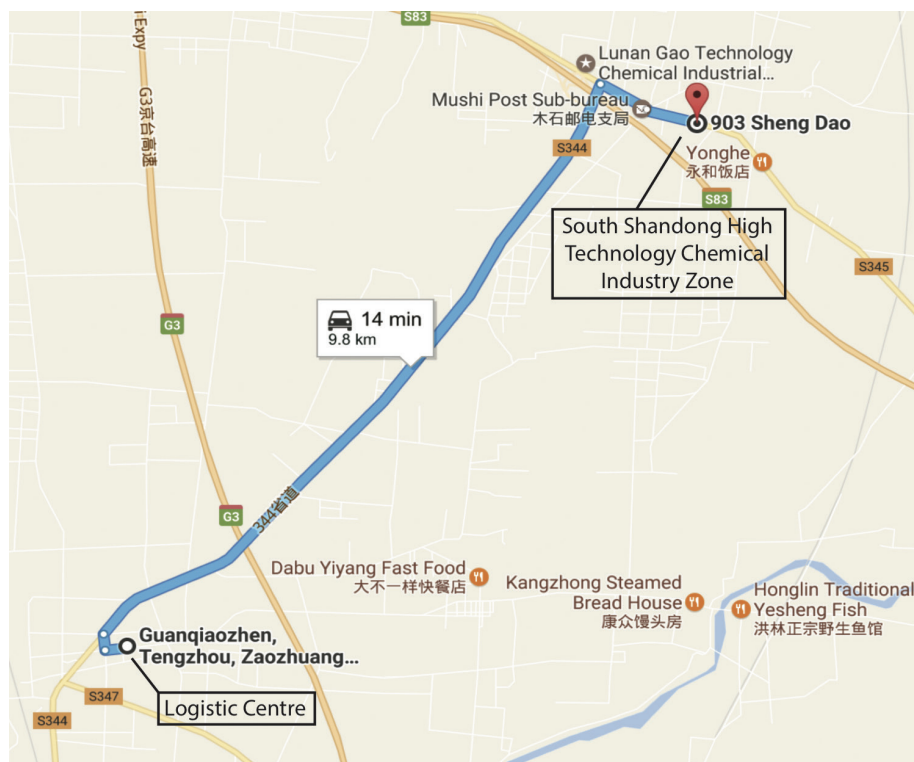 S83
i Expy
G3京台高速
Lunan Gao Technology
Chemical Industrial...
Mushi Post Sub-bureau
木石邮电支局
903 Sheng Dao
S344
Yonghe
永和饭店
S83
South Shandong High
Technology Chemical
Industry Zone
S345
G3
14 min
9.8 km
344省道
G3
Dabu Yiyang Fast Food
大不一样快餐店
Kangzhong Steamed
Bread House
康众馒头房
Honglin Traditional
Yesheng Fish
洪林正宗野生鱼馆
Guanqiaozhen,
Tengzhou, Zaozhuang...
Logistic Centre
S347
S344